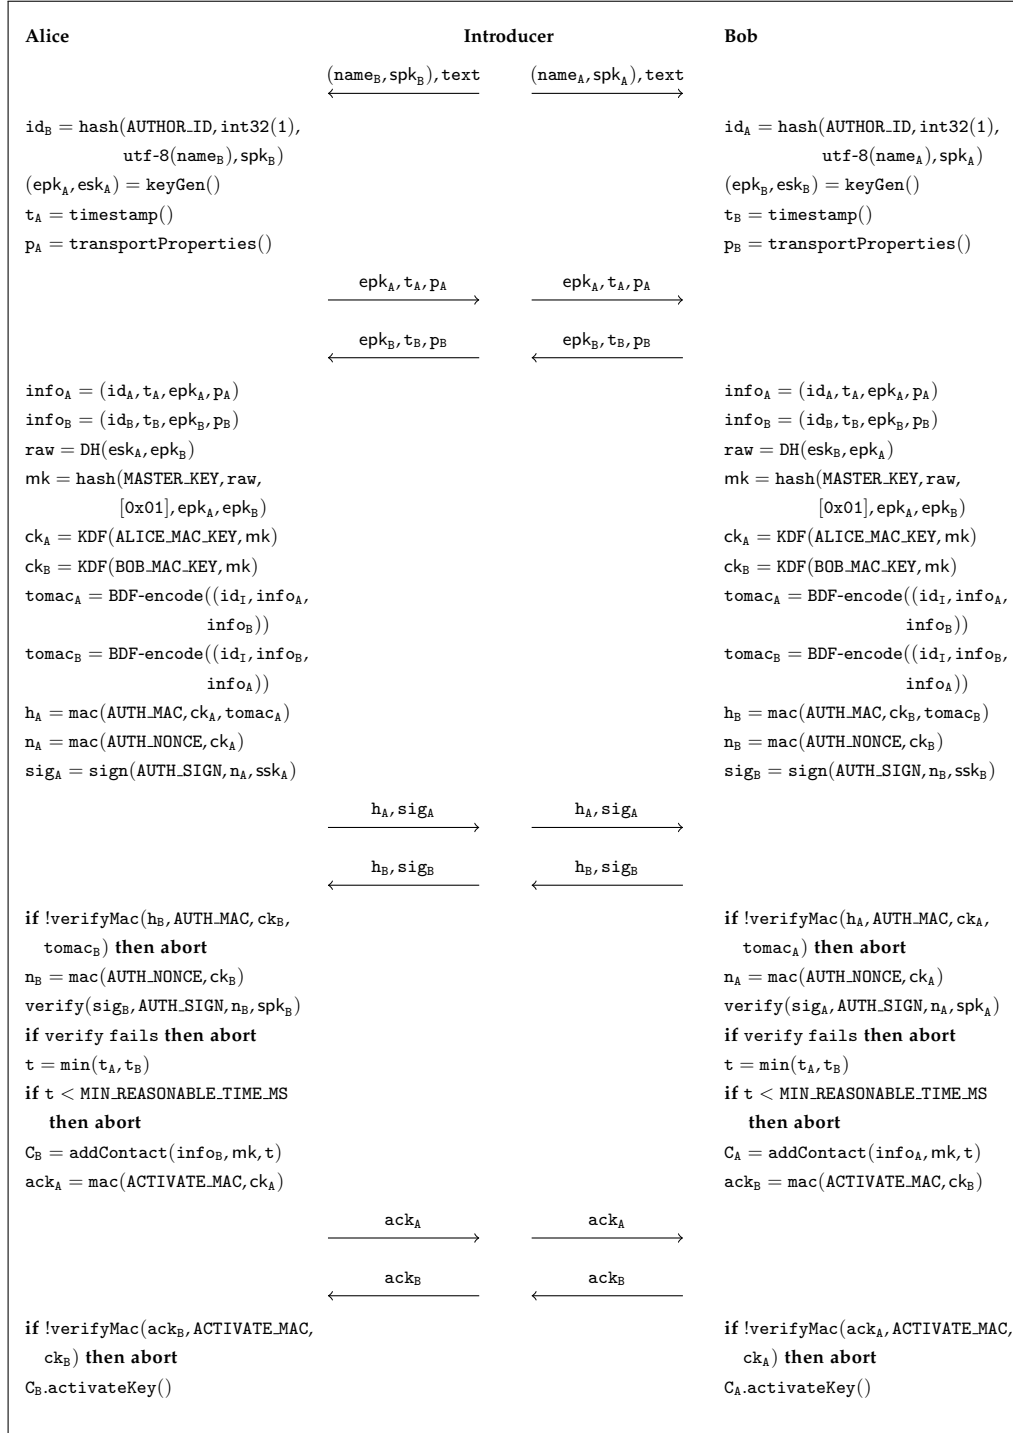 Alice Introducer Bob
(name_B, spk_B), text (name_A, spk_A), text
id_B = hash(AUTHOR_ID, int32(1), id_A = hash(AUTHOR_ID, int32(1),
utf-8(name_B), spk_B) utf-8(name_A), spk_A)
(epk_A, esk_A) = keyGen() (epk_B, esk_B) = keyGen()
t_A = timestamp() t_B = timestamp()
p_A = transportProperties() p_B = transportProperties()
epk_A, t_A, p_A epk_A, t_A, p_A
epk_B, t_B, p_B epk_B, t_B, p_B
info_A = (id_A, t_A, epk_A, p_A) info_A = (id_A, t_A, epk_A, p_A)
info_B = (id_B, t_B, epk_B, p_B) info_B = (id_B, t_B, epk_B, p_B)
raw = DH(esk_A, epk_B) raw = DH(esk_B, epk_A)
mk = hash(MASTER_KEY, raw, mk = hash(MASTER_KEY, raw,
[0x01], epk_A, epk_B) [0x01], epk_A, epk_B)
ck_A = KDF(ALICE_MAC_KEY, mk) ck_A = KDF(ALICE_MAC_KEY, mk)
ck_B = KDF(BOB_MAC_KEY, mk) ck_B = KDF(BOB_MAC_KEY, mk)
tomac_A = BDF-encode((id_I, info_A, tomac_A = BDF-encode((id_I, info_A,
info_B)) info_B))
tomac_B = BDF-encode((id_I, info_B, tomac_B = BDF-encode((id_I, info_B,
info_A)) info_A))
h_A = mac(AUTH_MAC, ck_A, tomac_A) h_B = mac(AUTH_MAC, ck_B, tomac_B)
n_A = mac(AUTH_NONCE, ck_A) n_B = mac(AUTH_NONCE, ck_B)
sig_A = sign(AUTH_SIGN, n_A, ssk_A) sig_B = sign(AUTH_SIGN, n_B, ssk_B)
h_A, sig_A h_A, sig_A
h_B, sig_B h_B, sig_B
if !verifyMac(h_B, AUTH_MAC, ck_B, if !verifyMac(h_A, AUTH_MAC, ck_A,
tomac_B) then abort tomac_A) then abort
n_B = mac(AUTH_NONCE, ck_B) n_A = mac(AUTH_NONCE, ck_A)
verify(sig_B, AUTH_SIGN, n_B, spk_B) verify(sig_A, AUTH_SIGN, n_A, spk_A)
if verify fails then abort if verify fails then abort
t = min(t_A, t_B) t = min(t_A, t_B)
if t < MIN_REASONABLE_TIME_MS if t < MIN_REASONABLE_TIME_MS
then abort then abort
C_B = addContact(info_B, mk, t) C_A = addContact(info_A, mk, t)
ack_A = mac(ACTIVATE_MAC, ck_A) ack_B = mac(ACTIVATE_MAC, ck_B)
ack_A ack_A
ack_B ack_B
if !verifyMac(ack_B, ACTIVATE_MAC, if !verifyMac(ack_A, ACTIVATE_MAC,
ck_B) then abort ck_A) then abort
C_B.activateKey() C_A.activateKey()